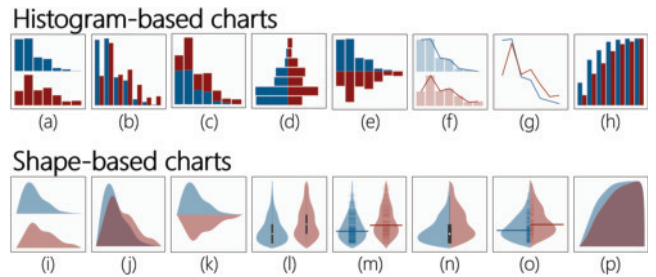 Histogram-based charts
(a) (b) (c) (d) (e) (f) (g) (h)
Shape-based charts
(i) (j) (k) (l) (m) (n) (o) (p)